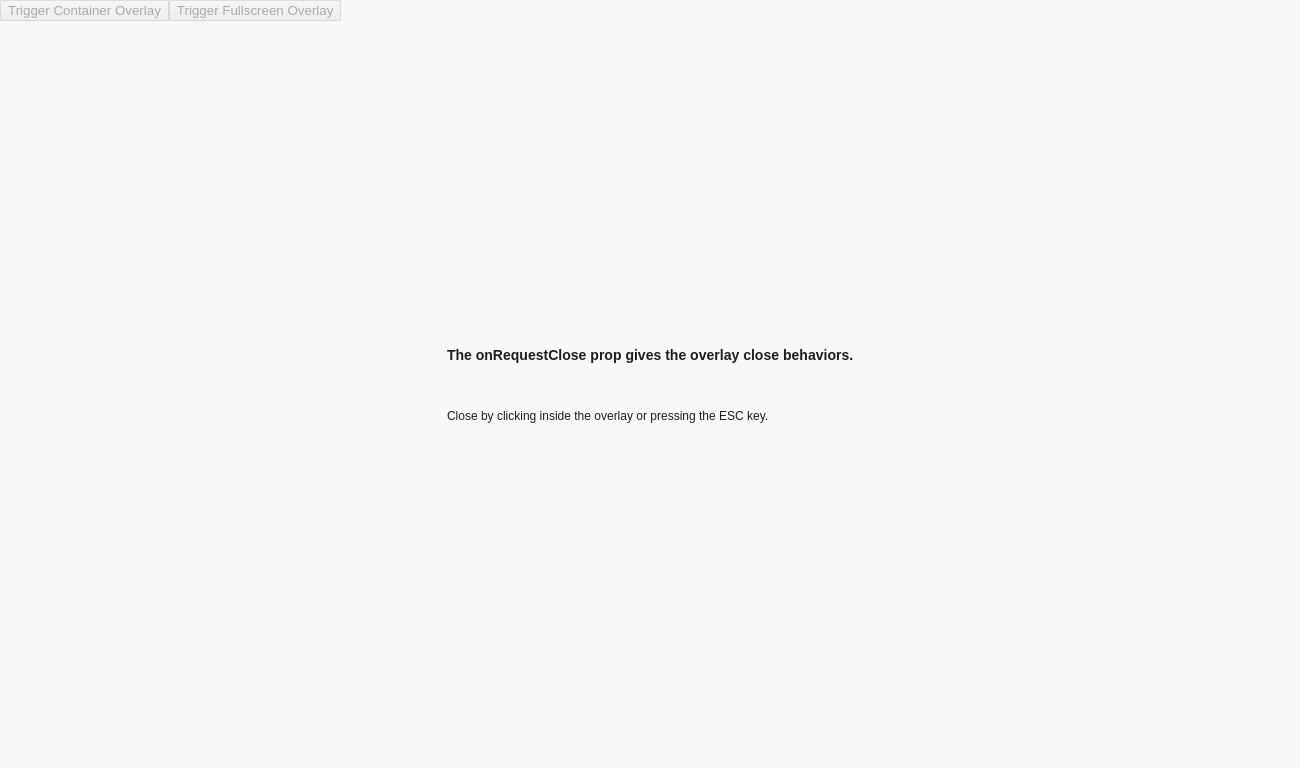 Trigger Container Overlay Trigger Fullscreen Overlay
The onRequestClose prop gives the overlay close behaviors.
Close by clicking inside the overlay or pressing the ESC key.